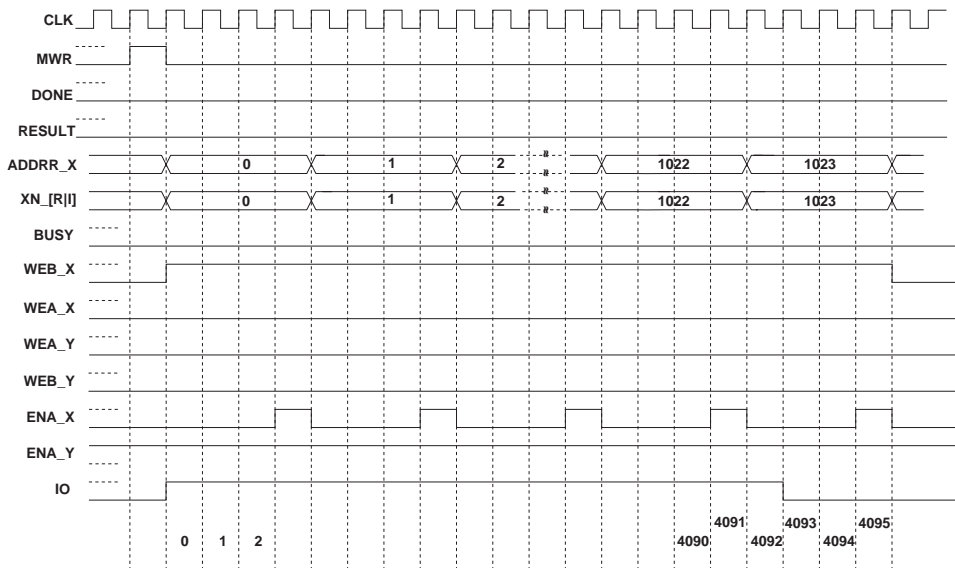 CLK
MWR
DONE
RESULT
ADDRR_X 0 1 2 1022 1023
XN_[R|I] 0 1 2 1022 1023
BUSY
WEB_X
WEA_X
WEA_Y
WEB_Y
ENA_X
ENA_Y
IO
4091 4093 4095
0 1 2 4090 4092 4094